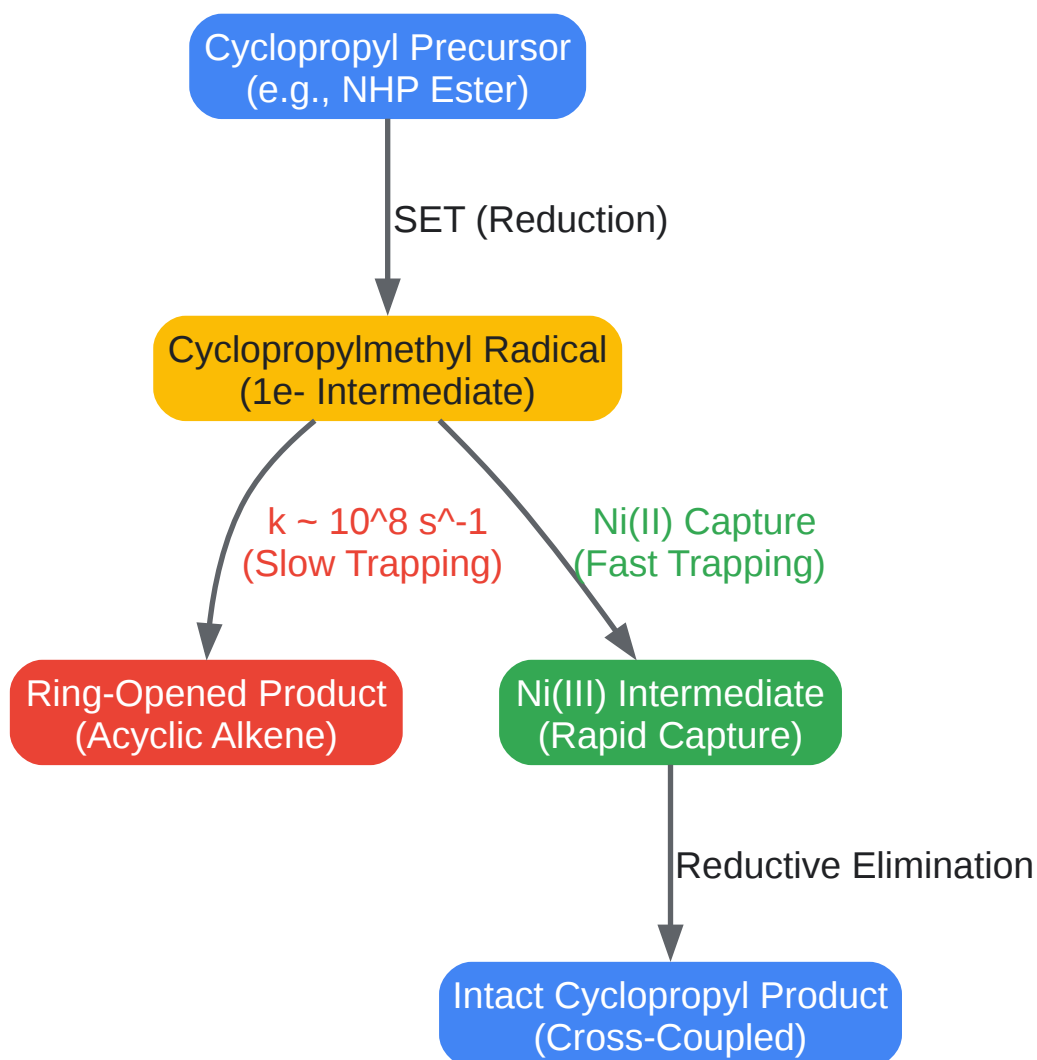 Cyclopropyl Precursor
(e.g., NHP Ester)
SET (Reduction)
Cyclopropylmethyl Radical
(1e- Intermediate)
k ~ 10^8 s^-1
(Slow Trapping)
Ni(II) Capture
(Fast Trapping)
Ring-Opened Product
(Acyclic Alkene)
Ni(III) Intermediate
(Rapid Capture)
Reductive Elimination
Intact Cyclopropyl Product
(Cross-Coupled)